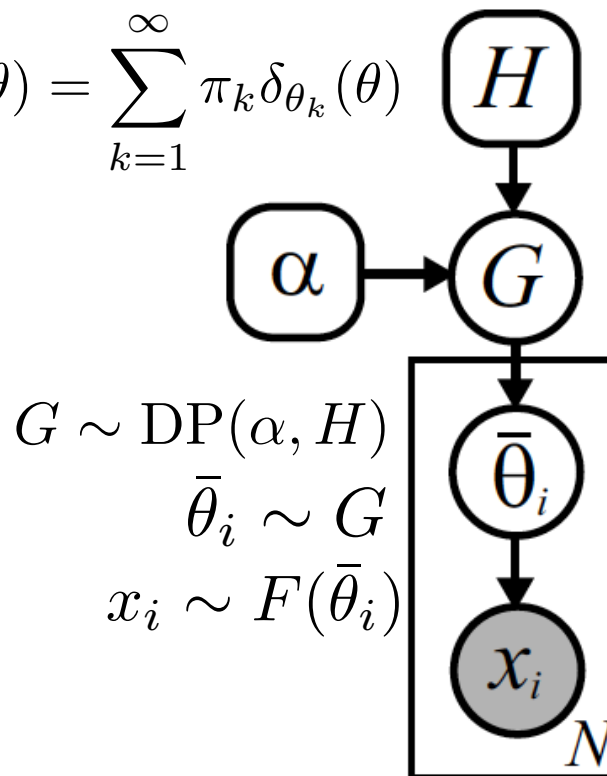 θ) = ∑_{k=1}^{∞} π_k δ_{θ_k}(θ)
H
α
G
G ∼ DP(α, H)
θ̄_i ∼ G
x_i ∼ F(θ̄_i)
θ̄_i
x_i
N